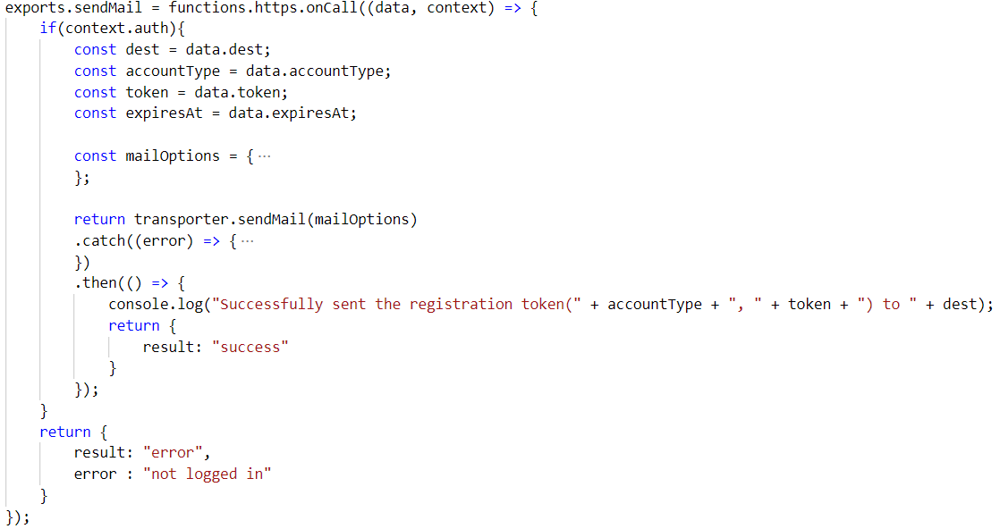 exports.sendMail = functions.https.onCall((data, context) => {
    if(context.auth){
        const dest = data.dest;
        const accountType = data.accountType;
        const token = data.token;
        const expiresAt = data.expiresAt;

        const mailOptions = {···
        };

        return transporter.sendMail(mailOptions)
        .catch((error) => {···
        })
        .then(() => {
            console.log("Successfully sent the registration token(" + accountType + ", " + token + ") to " + dest);
            return {
                result: "success"
            }
        });
    }
    return {
        result: "error",
        error : "not logged in"
    }
});